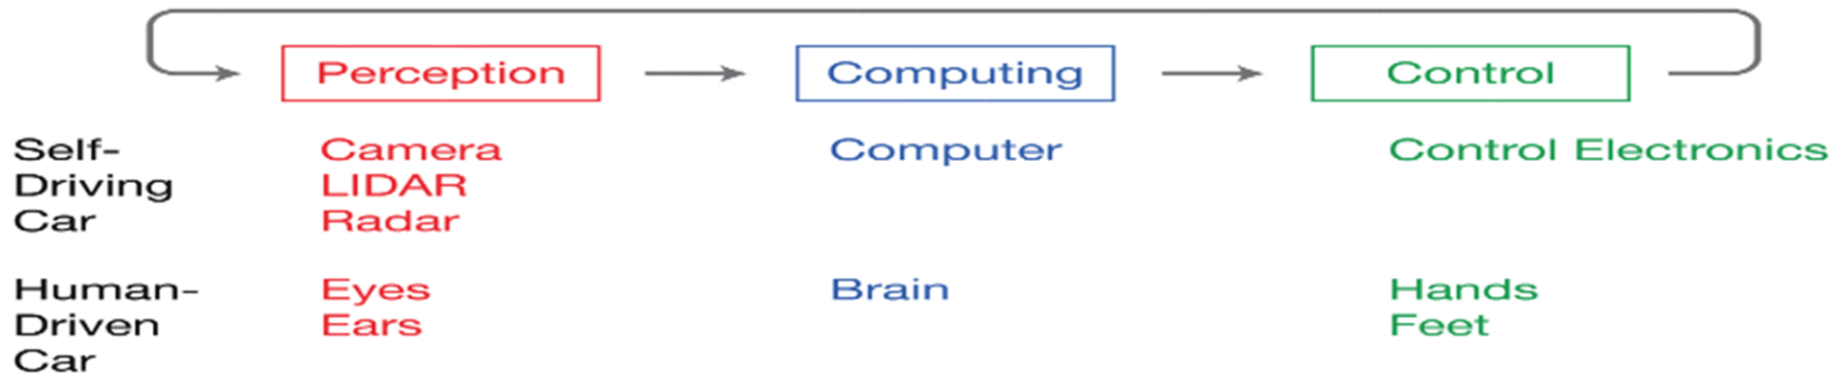 Perception
Computing
Control
Self-
Driving
Car
Camera
LIDAR
Radar
Computer
Control Electronics
Human-
Driven
Car
Eyes
Ears
Brain
Hands
Feet